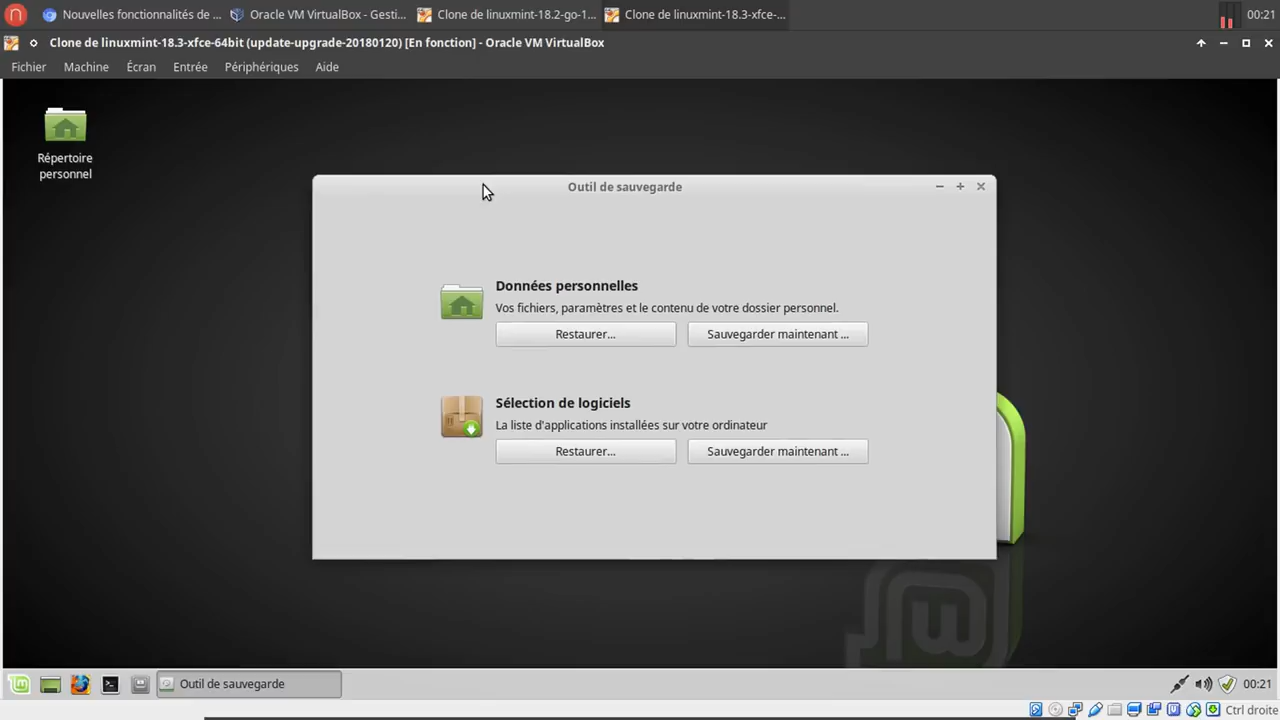 Nouvelles fonctionnalités de ...
Oracle VM VirtualBox - Gesti...
Clone de linuxmint-18.2-go-1...
Clone de linuxmint-18.3-xfce-...
00:21
Clone de linuxmint-18.3-xfce-64bit (update-upgrade-20180120) [En fonction] - Oracle VM VirtualBox
Fichier Machine Écran Entrée Périphériques Aide
Répertoire
personnel
Outil de sauvegarde
Données personnelles
Vos fichiers, paramètres et le contenu de votre dossier personnel.
Restaurer... Sauvegarder maintenant ...
Sélection de logiciels
La liste d'applications installées sur votre ordinateur
Restaurer... Sauvegarder maintenant ...
Outil de sauvegarde
00:21
Ctrl droite